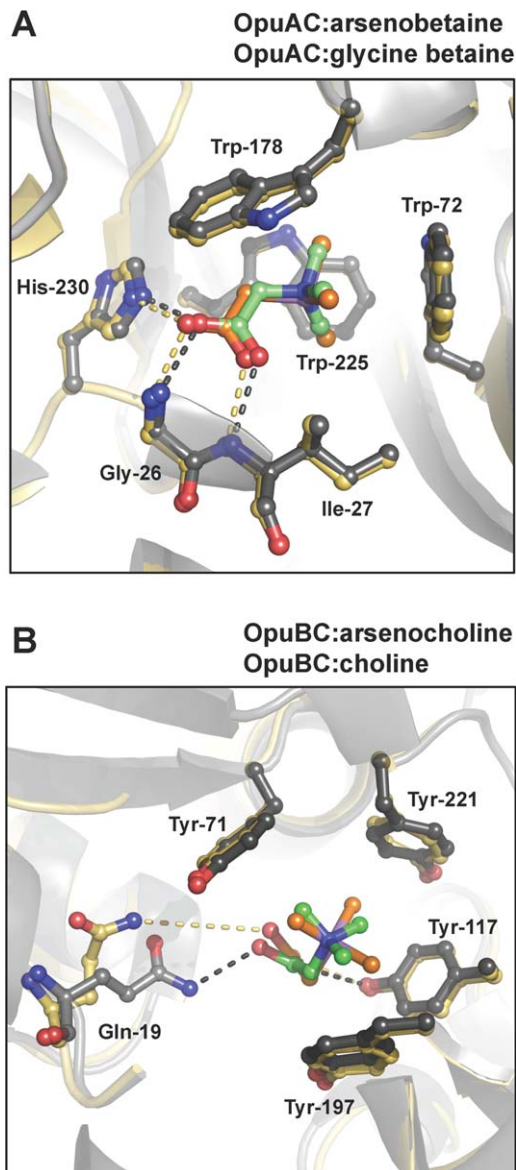 A
OpuAC:arsenobetaine
OpuAC:glycine betaine
Trp-178
Trp-72
His-230
Trp-225
Gly-26
Ile-27
B
OpuBC:arsenocholine
OpuBC:choline
Tyr-71
Tyr-221
Tyr-117
Gln-19
Tyr-197